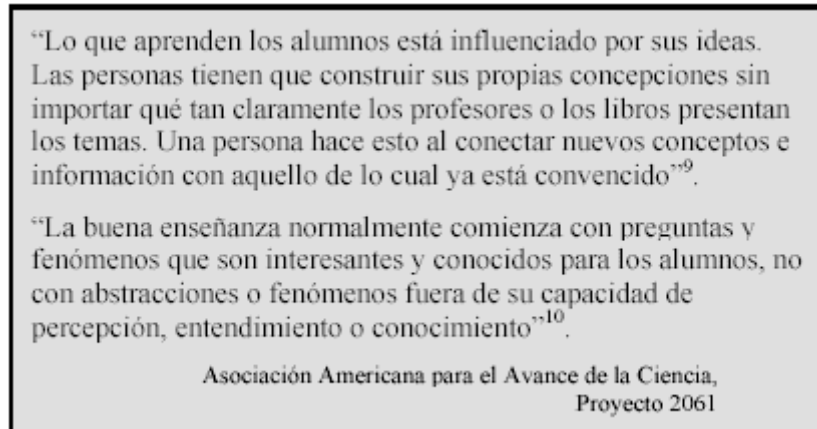 “Lo que aprenden los alumnos está influenciado por sus ideas.
Las personas tienen que construir sus propias concepciones sin
importar qué tan claramente los profesores o los libros presentan
los temas. Una persona hace esto al conectar nuevos conceptos e
información con aquello de lo cual ya está convencido”⁹.
“La buena enseñanza normalmente comienza con preguntas y
fenómenos que son interesantes y conocidos para los alumnos, no
con abstracciones o fenómenos fuera de su capacidad de
percepción, entendimiento o conocimiento”¹⁰.
Asociación Americana para el Avance de la Ciencia,
Proyecto 2061